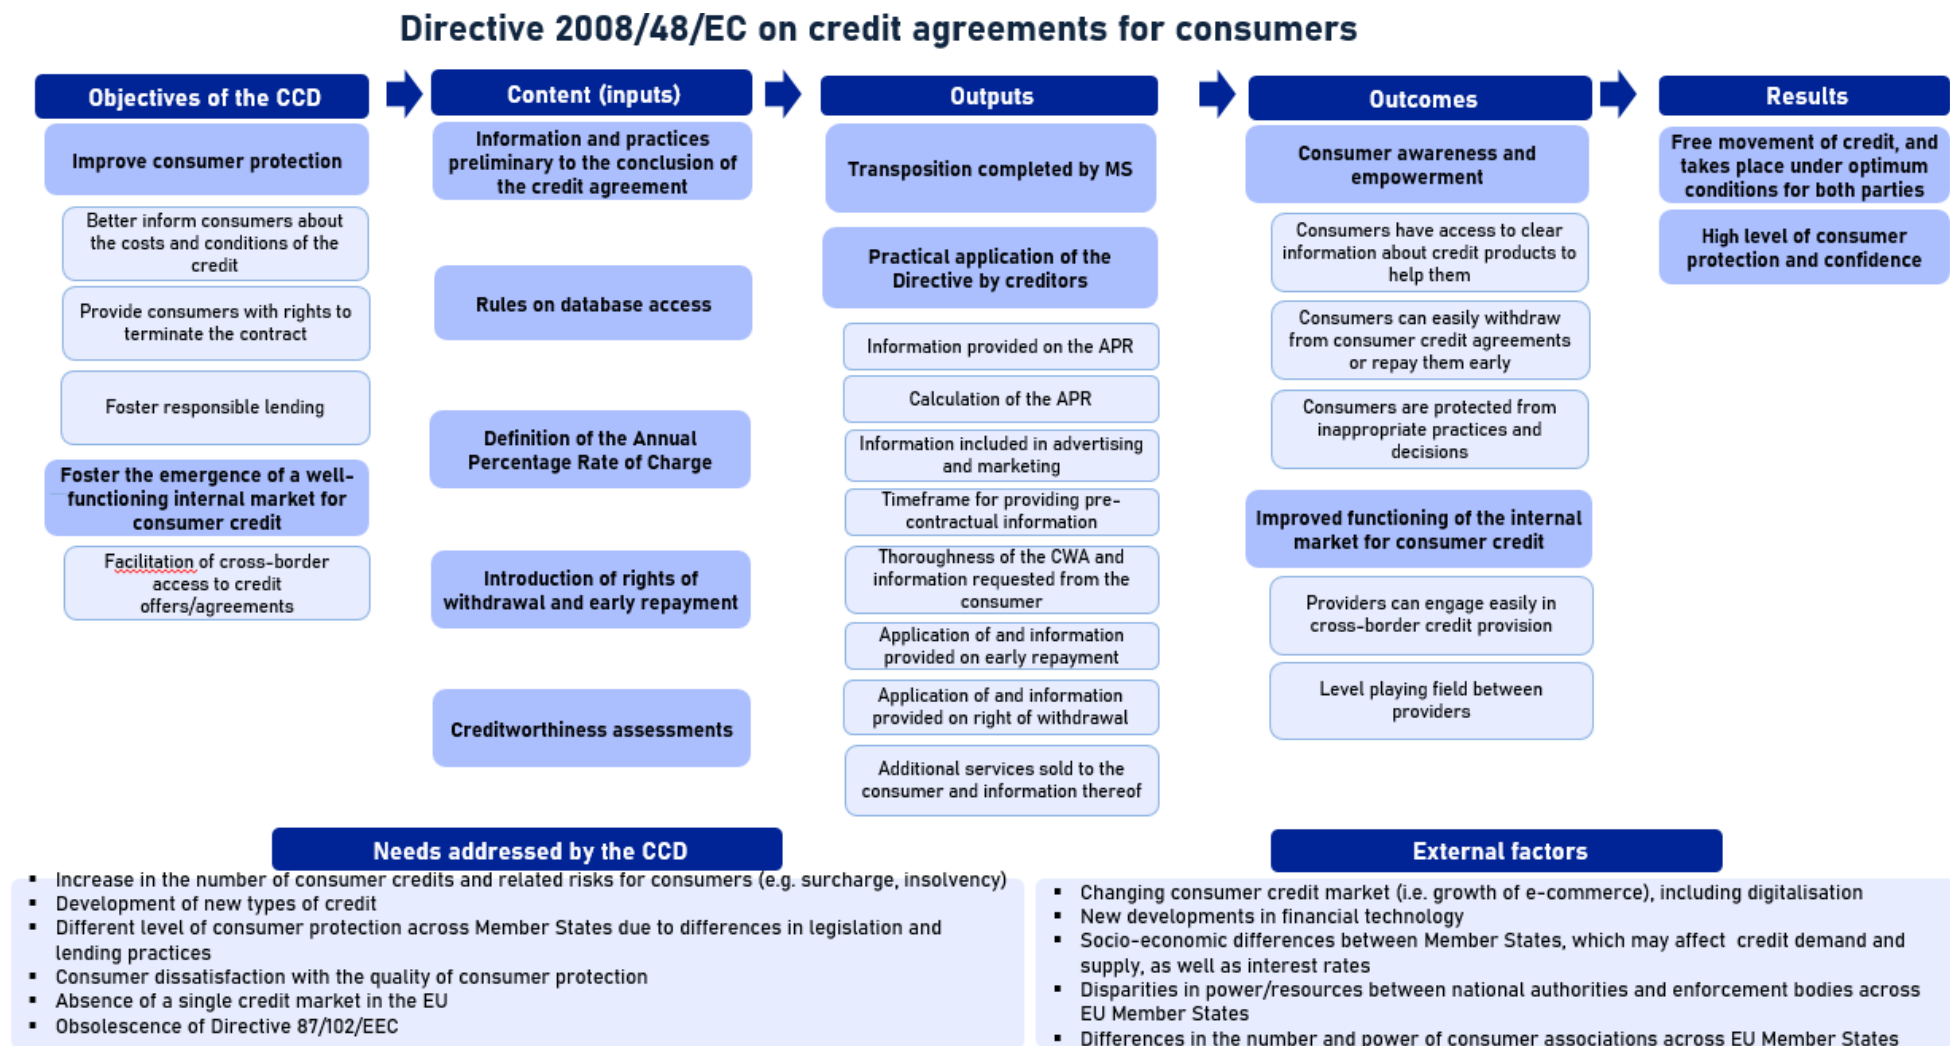 Directive 2008/48/EC on credit agreements for consumers
Objectives of the CCD
Improve consumer protection
Better inform consumers about
the costs and conditions of the
credit
Provide consumers with rights to
terminate the contract
Foster responsible lending
Foster the emergence of a well-
functioning internal market for
consumer credit
Facilitation of cross-border
access to credit
offers/agreements
Content (inputs)
Information and practices
preliminary to the conclusion of
the credit agreement
Rules on database access
Definition of the Annual
Percentage Rate of Charge
Introduction of rights of
withdrawal and early repayment
Creditworthiness assessments
Outputs
Transposition completed by MS
Practical application of the
Directive by creditors
Information provided on the APR
Calculation of the APR
Information included in advertising
and marketing
Timeframe for providing pre-
contractual information
Thoroughness of the CWA and
information requested from the
consumer
Application of and information
provided on early repayment
Application of and information
provided on right of withdrawal
Additional services sold to the
consumer and information thereof
Outcomes
Consumer awareness and
empowerment
Consumers have access to clear
information about credit products to
help them
Consumers can easily withdraw
from consumer credit agreements
or repay them early
Consumers are protected from
inappropriate practices and
decisions
Improved functioning of the internal
market for consumer credit
Providers can engage easily in
cross-border credit provision
Level playing field between
providers
Results
Free movement of credit, and
takes place under optimum
conditions for both parties
High level of consumer
protection and confidence
Needs addressed by the CCD
▪ Increase in the number of consumer credits and related risks for consumers (e.g. surcharge, insolvency)
▪ Development of new types of credit
▪ Different level of consumer protection across Member States due to differences in legislation and
lending practices
▪ Consumer dissatisfaction with the quality of consumer protection
▪ Absence of a single credit market in the EU
▪ Obsolescence of Directive 87/102/EEC
External factors
▪ Changing consumer credit market (i.e. growth of e-commerce), including digitalisation
▪ New developments in financial technology
▪ Socio-economic differences between Member States, which may affect credit demand and
supply, as well as interest rates
▪ Disparities in power/resources between national authorities and enforcement bodies across
EU Member States
▪ Differences in the number and power of consumer associations across EU Member States